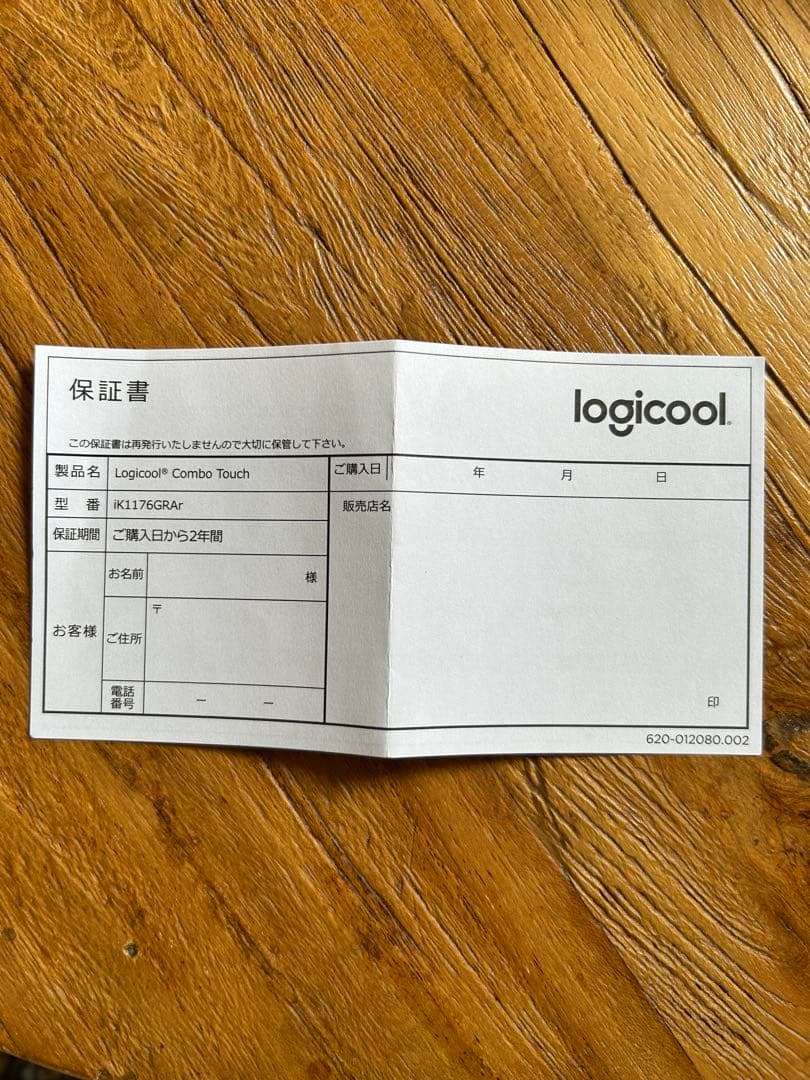 保証書
logicool®
この保証書は再発行いたしませんので大切に保管して下さい。
製品名 Logicool® Combo Touch
ご購入日 年 月 日
型 番 iK1176GRAr
販売店名
保証期間 ご購入日から2年間
お客様
お名前 様
ご住所 〒
電話番号 ー ー
印
620-012080.002